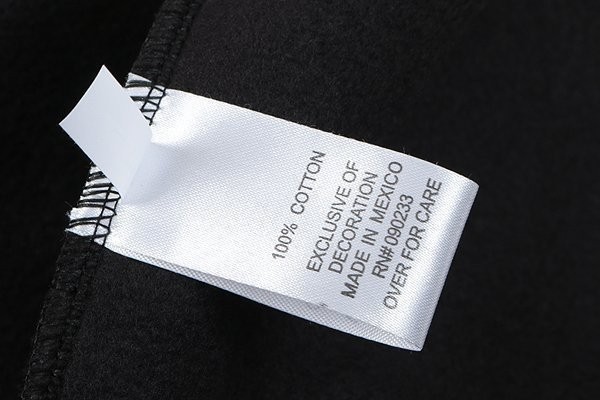 100% COTTON
EXCLUSIVE OF
DECORATION
MADE IN MEXICO
RN# 090233
OVER FOR CARE